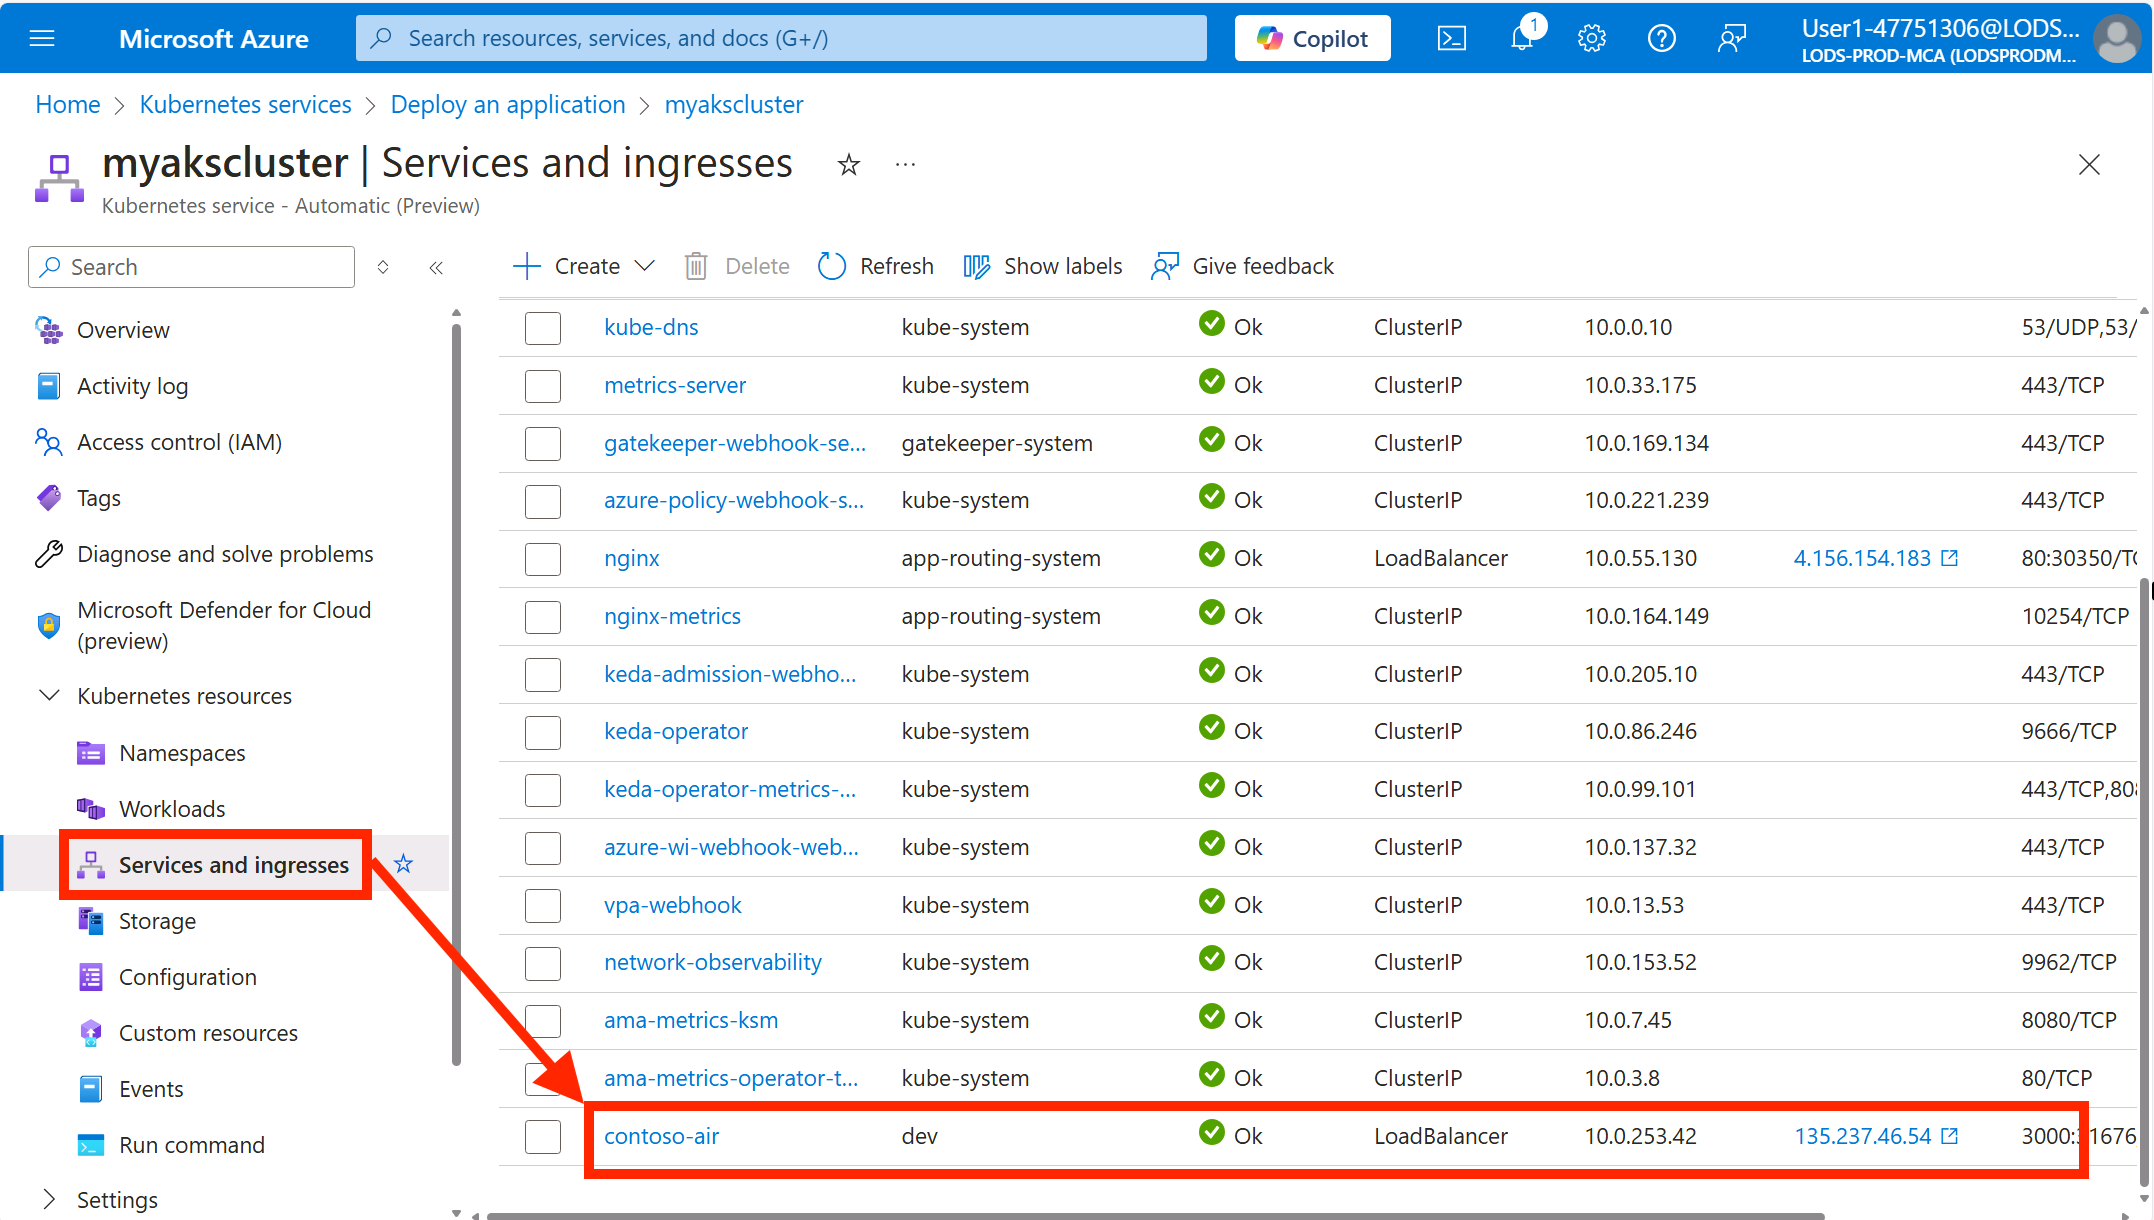 Microsoft Azure
Search resources, services, and docs (G+/)
Copilot
1
User1-47751306@LODS...
LODS-PROD-MCA (LODSPRODM...
Home > Kubernetes services > Deploy an application > myakscluster
myakscluster | Services and ingresses
Kubernetes service - Automatic (Preview)
Search
Create
Delete
Refresh
Show labels
Give feedback
Overview
Activity log
Access control (IAM)
Tags
Diagnose and solve problems
Microsoft Defender for Cloud
(preview)
Kubernetes resources
Namespaces
Workloads
Services and ingresses
Storage
Configuration
Custom resources
Events
Run command
Settings
kube-dns kube-system Ok ClusterIP 10.0.0.10 53/UDP,53/
metrics-server kube-system Ok ClusterIP 10.0.33.175 443/TCP
gatekeeper-webhook-se... gatekeeper-system Ok ClusterIP 10.0.169.134 443/TCP
azure-policy-webhook-s... kube-system Ok ClusterIP 10.0.221.239 443/TCP
nginx app-routing-system Ok LoadBalancer 10.0.55.130 4.156.154.183 80:30350/TC
nginx-metrics app-routing-system Ok ClusterIP 10.0.164.149 10254/TCP
keda-admission-webho... kube-system Ok ClusterIP 10.0.205.10 443/TCP
keda-operator kube-system Ok ClusterIP 10.0.86.246 9666/TCP
keda-operator-metrics-... kube-system Ok ClusterIP 10.0.99.101 443/TCP,808
azure-wi-webhook-web... kube-system Ok ClusterIP 10.0.137.32 443/TCP
vpa-webhook kube-system Ok ClusterIP 10.0.13.53 443/TCP
network-observability kube-system Ok ClusterIP 10.0.153.52 9962/TCP
ama-metrics-ksm kube-system Ok ClusterIP 10.0.7.45 8080/TCP
ama-metrics-operator-t... kube-system Ok ClusterIP 10.0.3.8 80/TCP
contoso-air dev Ok LoadBalancer 10.0.253.42 135.237.46.54 3000:31676